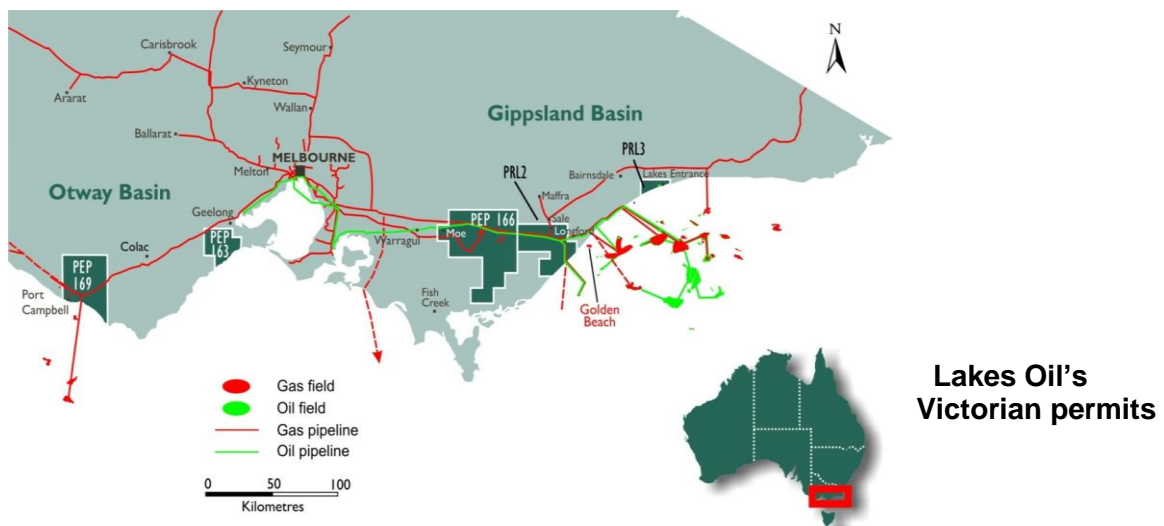 Carisbrook
Seymour
N
Kyneton
Ararat
Wallan
Gippsland Basin
Ballarat
PRL3
MELBOURNE
PRL2
Bairnsdale
Lakes Entrance
Melton
Otway Basin
Maffra
Geelong
PEP 166
Sale
Colac
PEP
163
Warragul
Moe
Longford
PEP
169
Port
Campbell
Fish
Creek
Golden
Beach
Gas field
Oil field
Gas pipeline
Oil pipeline
0 50 100
Kilometres
Lakes Oil’s
Victorian permits